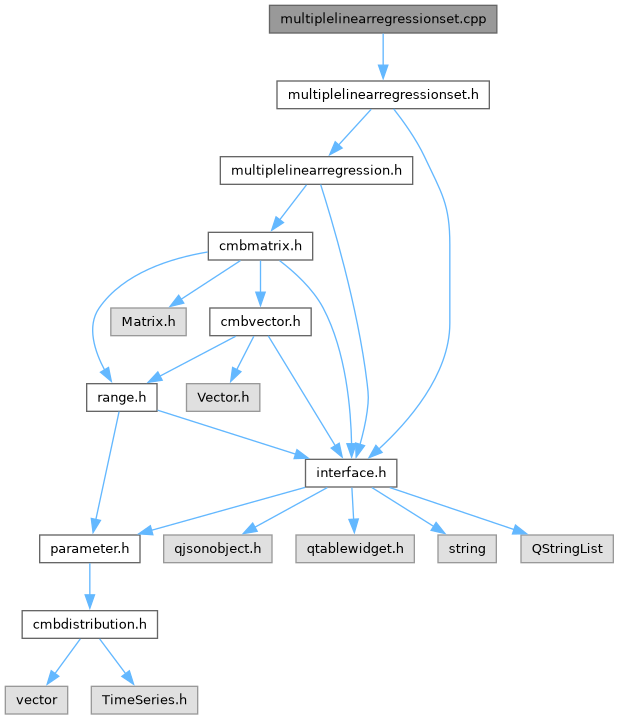 multiplelinearregressionset.cpp
multiplelinearregressionset.h
multiplelinearregression.h
cmbmatrix.h
Matrix.h
cmbvector.h
range.h
Vector.h
interface.h
parameter.h
qjsonobject.h
qtablewidget.h
string
QStringList
cmbdistribution.h
vector
TimeSeries.h